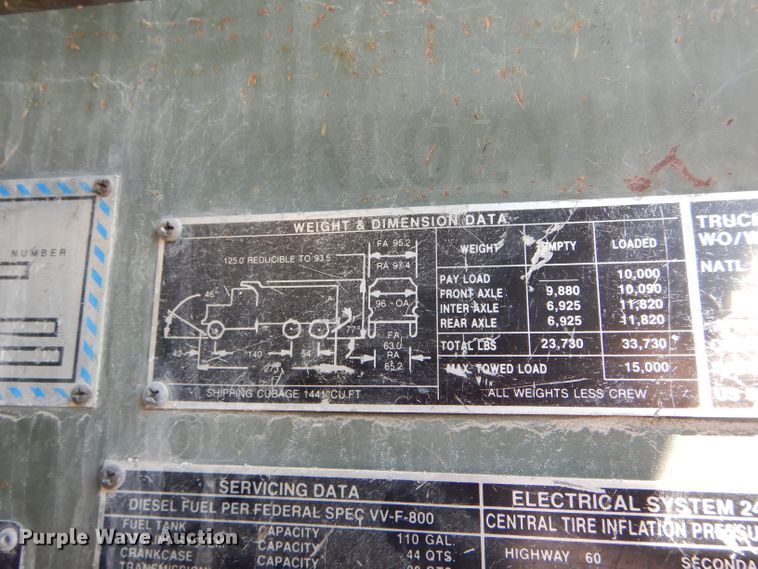 NUMBER
WEIGHT & DIMENSION DATA
125.0 REDUCIBLE TO 93.5
FA 95.2
RA 97.4
96 - OA
46°
77°
FA
63.0
RA
65.2
42
140
54
SHIPPING CUBAGE 1441 CU FT
WEIGHT EMPTY LOADED
PAY LOAD 10,000
FRONT AXLE 9,880 10,090
INTER AXLE 6,925 11,820
REAR AXLE 6,925 11,820
TOTAL LBS 23,730 33,730
MAX TOWED LOAD 15,000
ALL WEIGHTS LESS CREW
TRUCK
WO/W
NATL
SERVICING DATA
DIESEL FUEL PER FEDERAL SPEC VV-F-800
FUEL TANK CAPACITY 110 GAL.
CAPACITY 44 QTS.
CRANKCASE CAPACITY
ELECTRICAL SYSTEM 24
CENTRAL TIRE INFLATION PRESSU
HIGHWAY 60 SECONDA
Purple Wave Auction